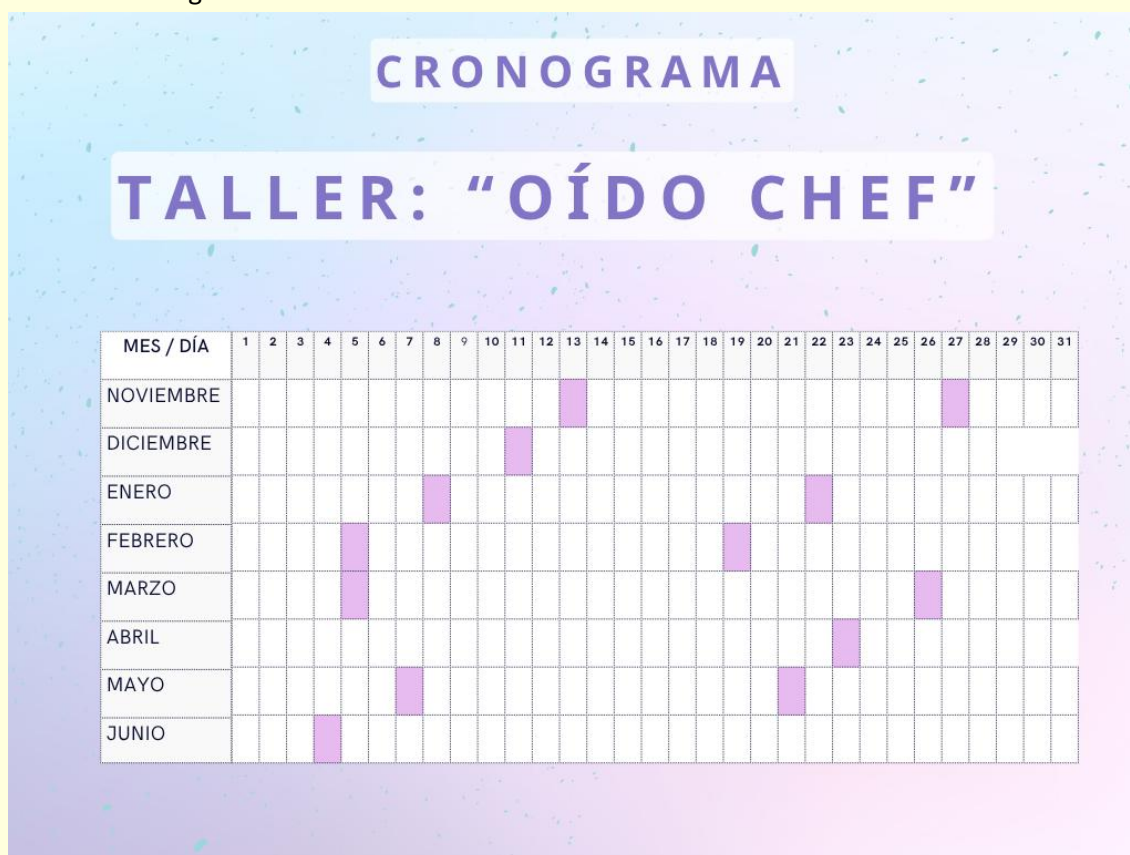 CRONOGRAMA
TALLER: “OÍDO CHEF”
MES / DÍA 1 2 3 4 5 6 7 8 9 10 11 12 13 14 15 16 17 18 19 20 21 22 23 24 25 26 27 28 29 30 31
NOVIEMBRE
DICIEMBRE
ENERO
FEBRERO
MARZO
ABRIL
MAYO
JUNIO